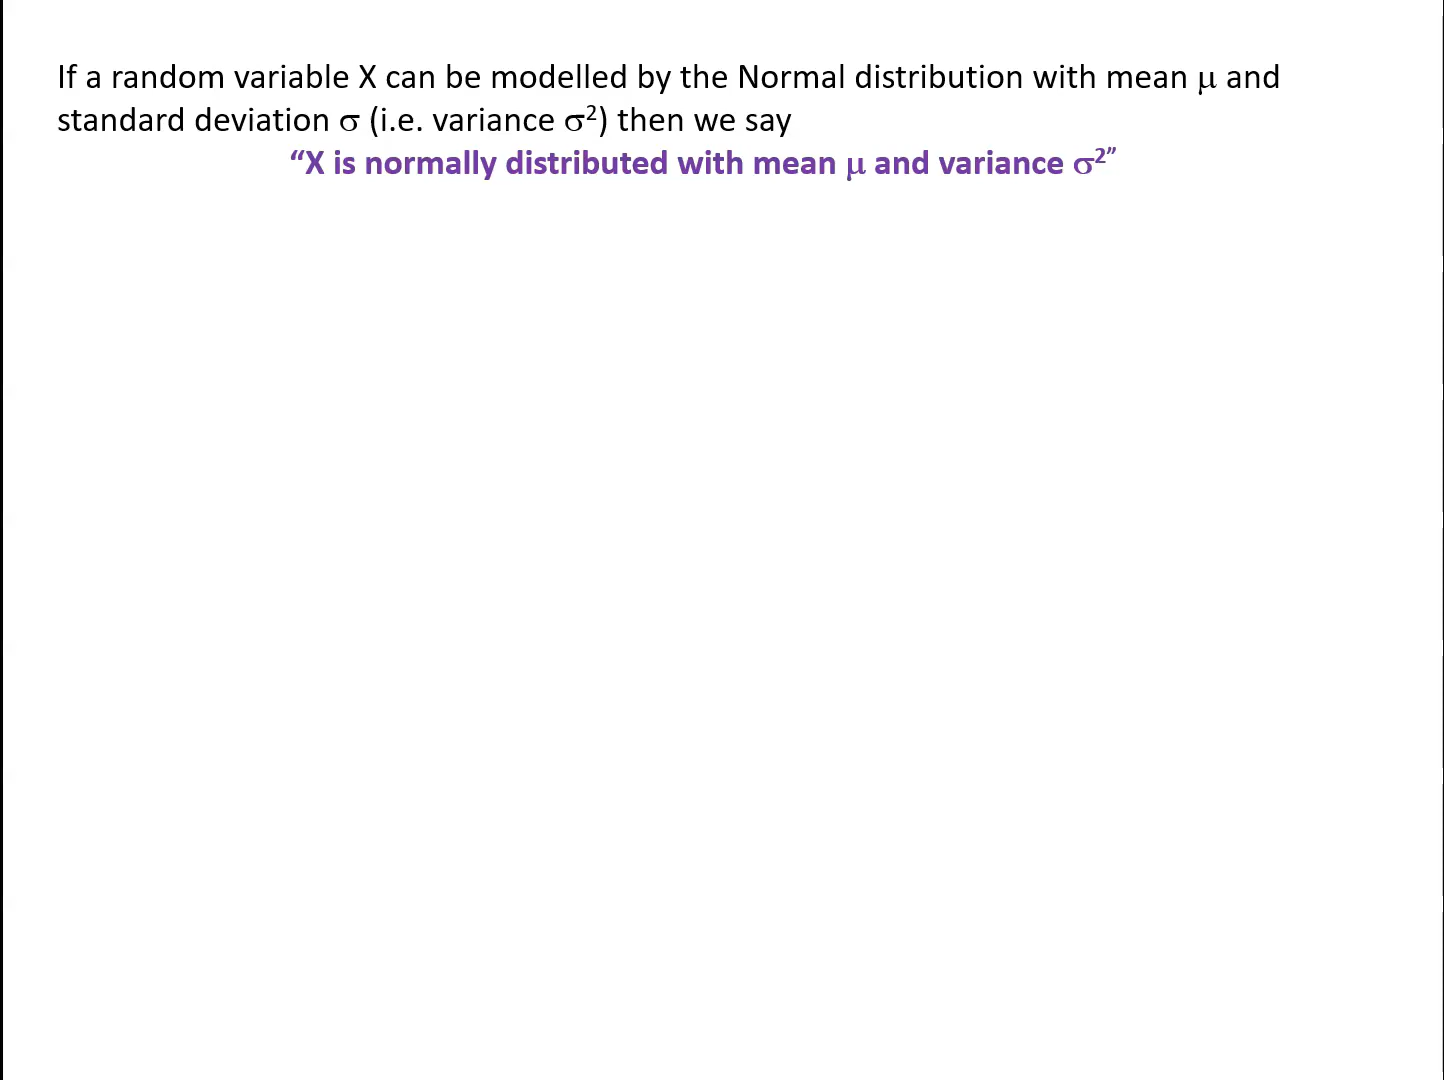 If a random variable X can be modelled by the Normal distribution with mean μ and
standard deviation σ (i.e. variance σ²) then we say
“X is normally distributed with mean μ and variance σ²”